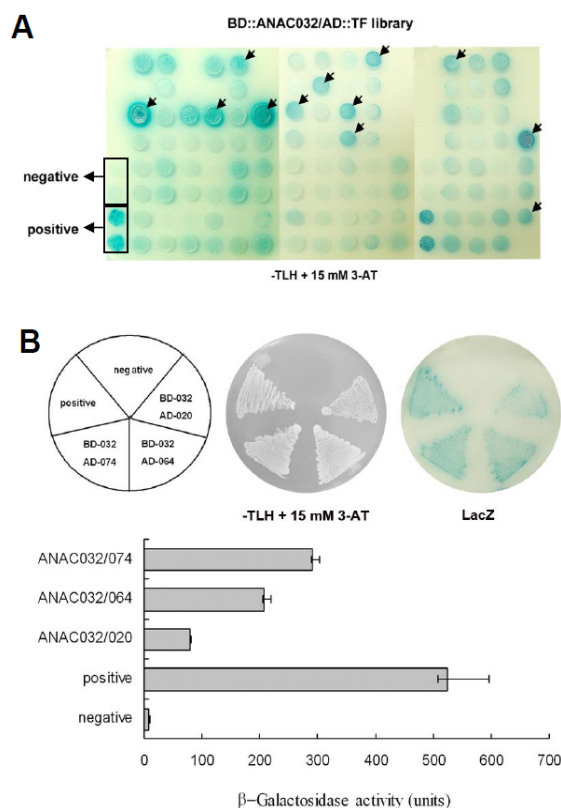 A
BD::ANAC032/AD::TF library
negative
positive
-TLH + 15 mM 3-AT
B
negative
positive
BD-032
AD-020
BD-032
AD-074
BD-032
AD-064
-TLH + 15 mM 3-AT
LacZ
ANAC032/074
ANAC032/064
ANAC032/020
positive
negative
0 100 200 300 400 500 600 700
β-Galactosidase activity (units)